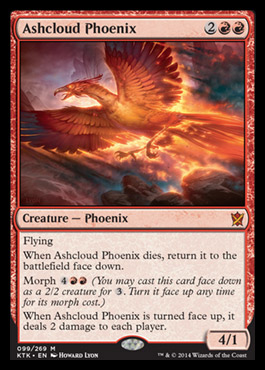 Ashcloud Phoenix 2
Creature — Phoenix
Flying
When Ashcloud Phoenix dies, return it to the
battlefield face down.
Morph 4 (You may cast this card face down
as a 2/2 creature for 3. Turn it face up any time
for its morph cost.)
When Ashcloud Phoenix is turned face up, it
deals 2 damage to each player.
4/1
099/269 M
KTK • EN Howard Lyon
™ & © 2014 Wizards of the Coast